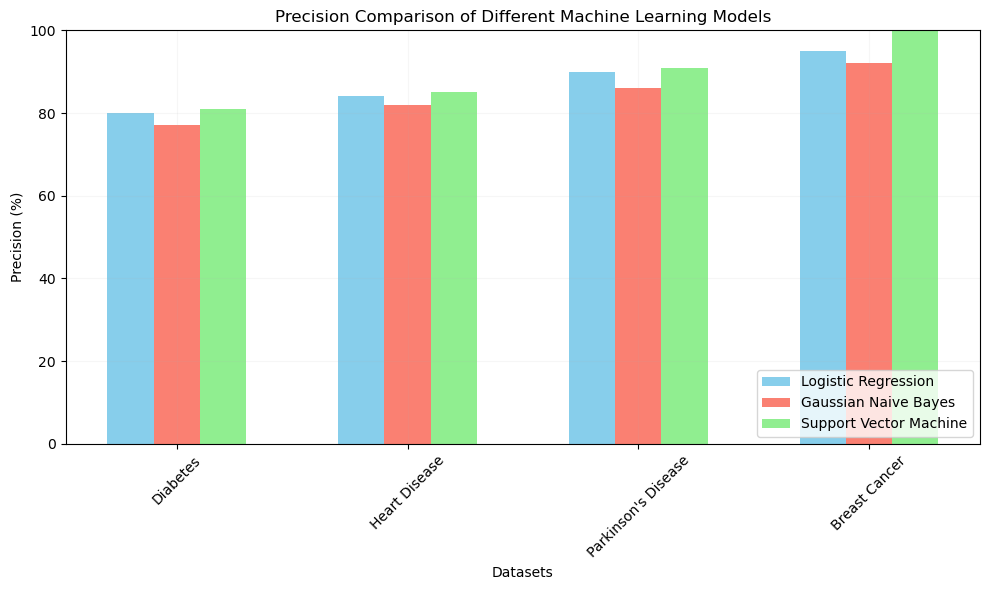 Precision Comparison of Different Machine Learning Models
Precision (%)
100
80
60
40
20
0
Logistic Regression
Gaussian Naive Bayes
Support Vector Machine
Diabetes
Heart Disease
Parkinson's Disease
Breast Cancer
Datasets